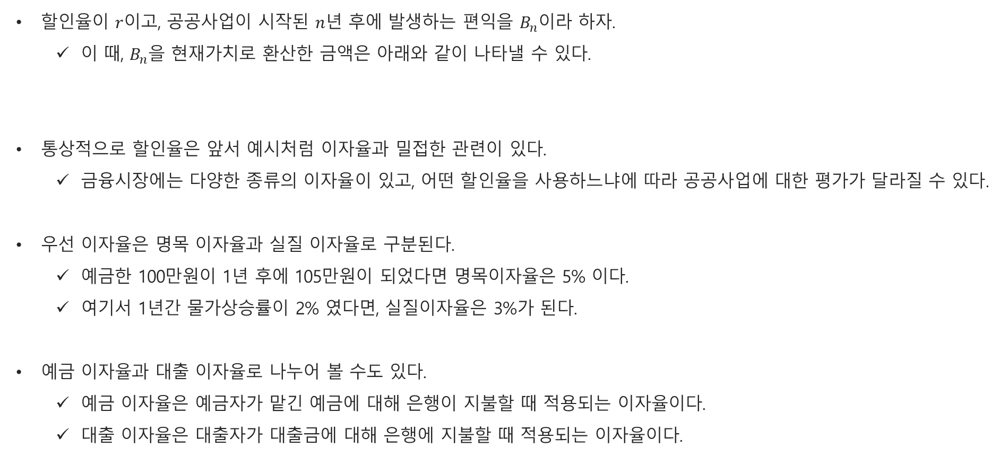 • 할인율이 r이고, 공공사업이 시작된 n년 후에 발생하는 편익을 Bn이라 하자.
✓ 이 때, Bn을 현재가치로 환산한 금액은 아래와 같이 나타낼 수 있다.
• 통상적으로 할인율은 앞서 예시처럼 이자율과 밀접한 관련이 있다.
✓ 금융시장에는 다양한 종류의 이자율이 있고, 어떤 할인율을 사용하느냐에 따라 공공사업에 대한 평가가 달라질 수 있다.
• 우선 이자율은 명목 이자율과 실질 이자율로 구분된다.
✓ 예금한 100만원이 1년 후에 105만원이 되었다면 명목이자율은 5% 이다.
✓ 여기서 1년간 물가상승률이 2% 였다면, 실질이자율은 3%가 된다.
• 예금 이자율과 대출 이자율로 나누어 볼 수도 있다.
✓ 예금 이자율은 예금자가 맡긴 예금에 대해 은행이 지불할 때 적용되는 이자율이다.
✓ 대출 이자율은 대출자가 대출금에 대해 은행에 지불할 때 적용되는 이자율이다.